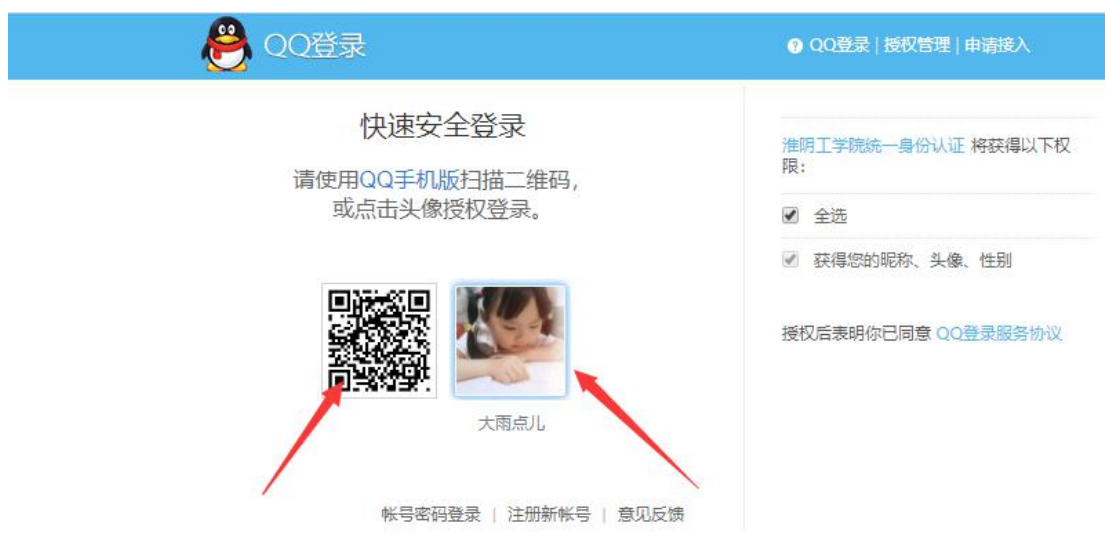 QQ登录
QQ登录 | 授权管理 | 申请接入
快速安全登录
请使用QQ手机版扫描二维码，
或点击头像授权登录。
大雨点儿
帐号密码登录 | 注册新帐号 | 意见反馈
淮阴工学院统一身份认证 将获得以下权
限：
全选
获得您的昵称、头像、性别
授权后表明你已同意 QQ登录服务协议